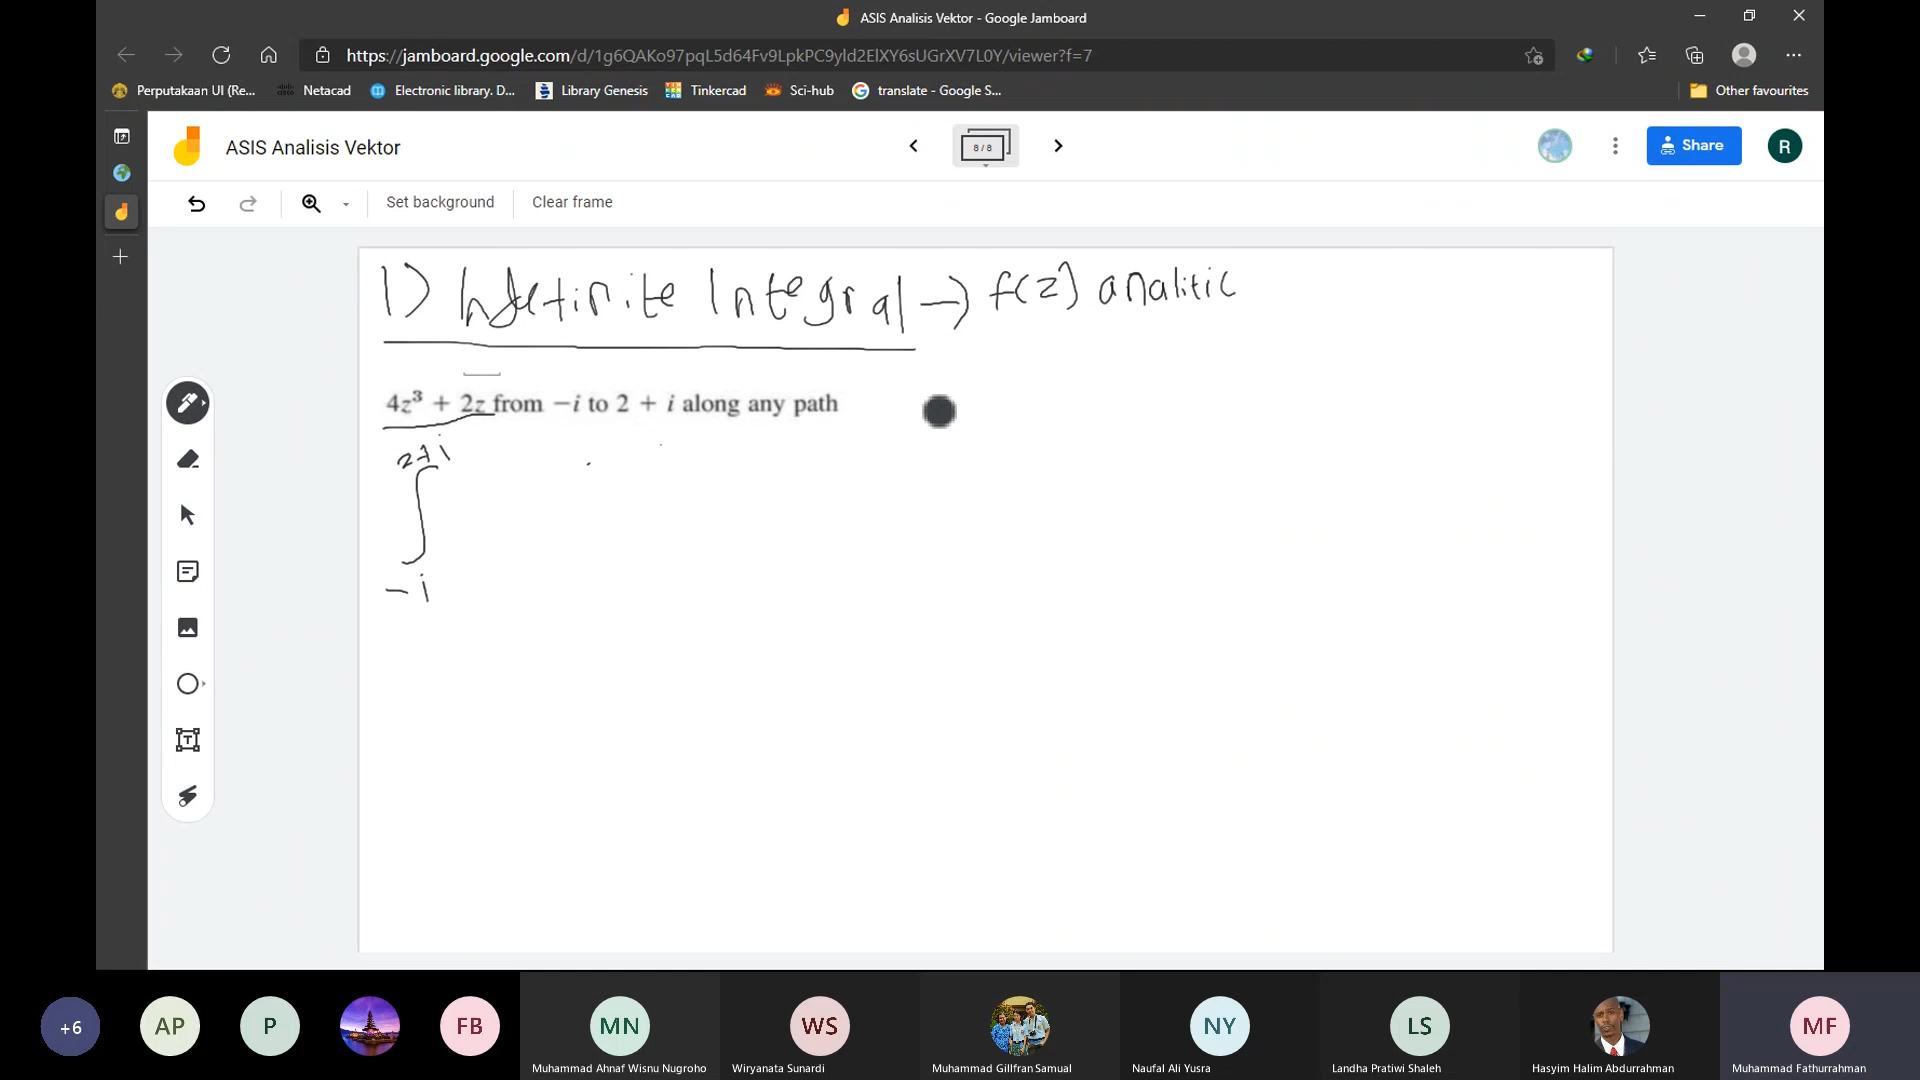 ASIS Analisis Vektor - Google Jamboard
https://jamboard.google.com/d/1g6QAKo97pqL5d64Fv9LpkPC9yld2ElXY6sUGrXV7L0Y/viewer?f=7
Perputakaan UI (Re... Netacad Electronic library. D... Library Genesis Tinkercad Sci-hub translate - Google S... Other favourites
ASIS Analisis Vektor 8 / 8 Share R
Set background Clear frame
1) Indefinite Integral → f(z) analitic
4z³ + 2z from −i to 2 + i along any path
2+i
∫
-i
+6 AP P FB MN WS NY LS MF
Muhammad Ahnaf Wisnu Nugroho Wiryanata Sunardi Muhammad Gillfran Samual Naufal Ali Yusra Landha Pratiwi Shaleh Hasyim Halim Abdurrahman Muhammad Fathurrahman